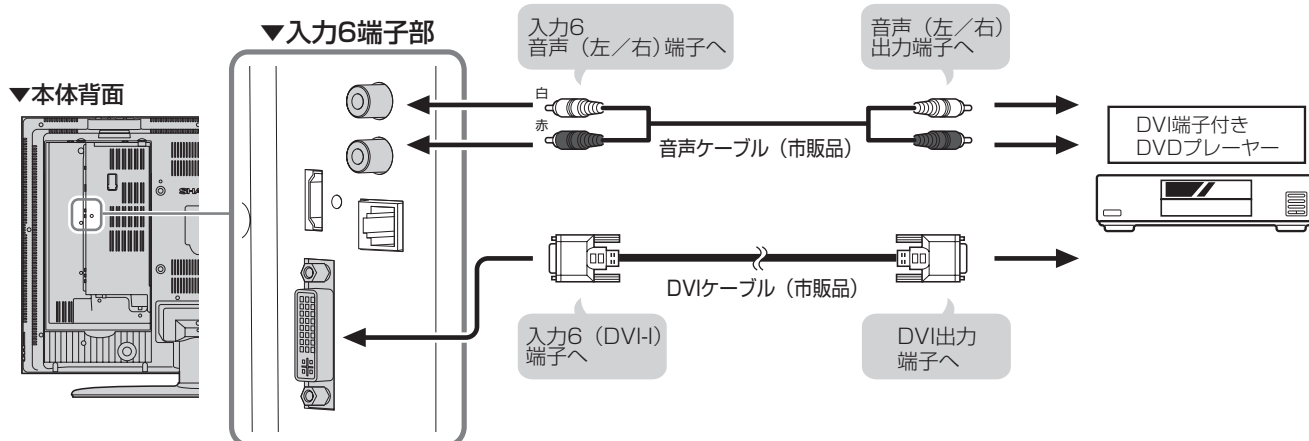 ▼入力6端子部
▼本体背面
入力6
音声（左／右）端子へ
音声（左／右）
出力端子へ
白
赤
音声ケーブル（市販品）
DVI端子付き
DVDプレーヤー
DVIケーブル（市販品）
入力6（DVI-I）
端子へ
DVI出力
端子へ